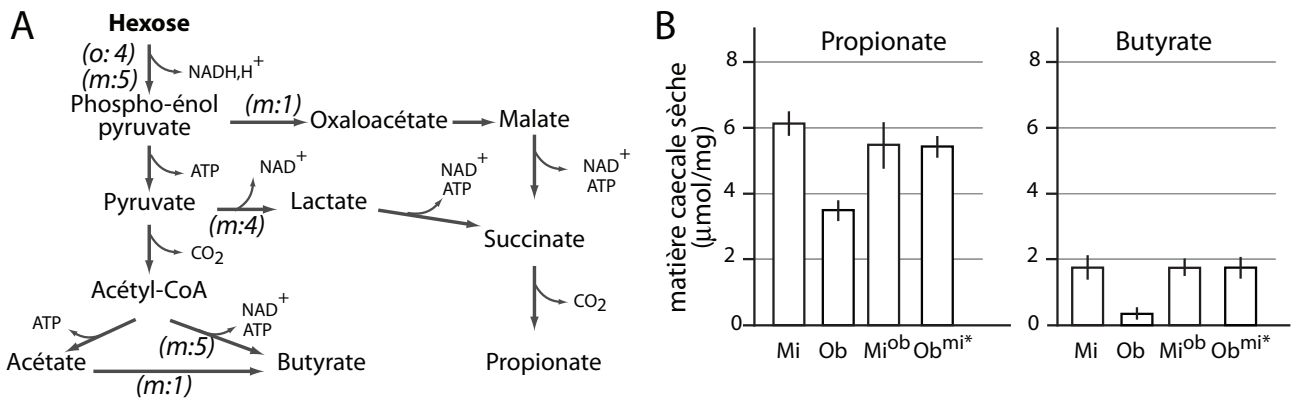 A
Hexose
(o: 4)
(m:5)
NADH,H+
Phospho-énol
pyruvate
(m:1)
Oxaloacétate
Malate
ATP
NAD+
NAD+
ATP
NAD+
ATP
Pyruvate
(m:4)
Lactate
Succinate
CO2
Acétyl-CoA
CO2
ATP
NAD+
ATP
(m:5)
Acétate
Butyrate
Propionate
(m:1)
B
matière caecale sèche
(µmol/mg)
Propionate
8
6
4
2
0
Mi Ob Miob Obmi*
Butyrate
8
6
4
2
0
Mi Ob Miob Obmi*